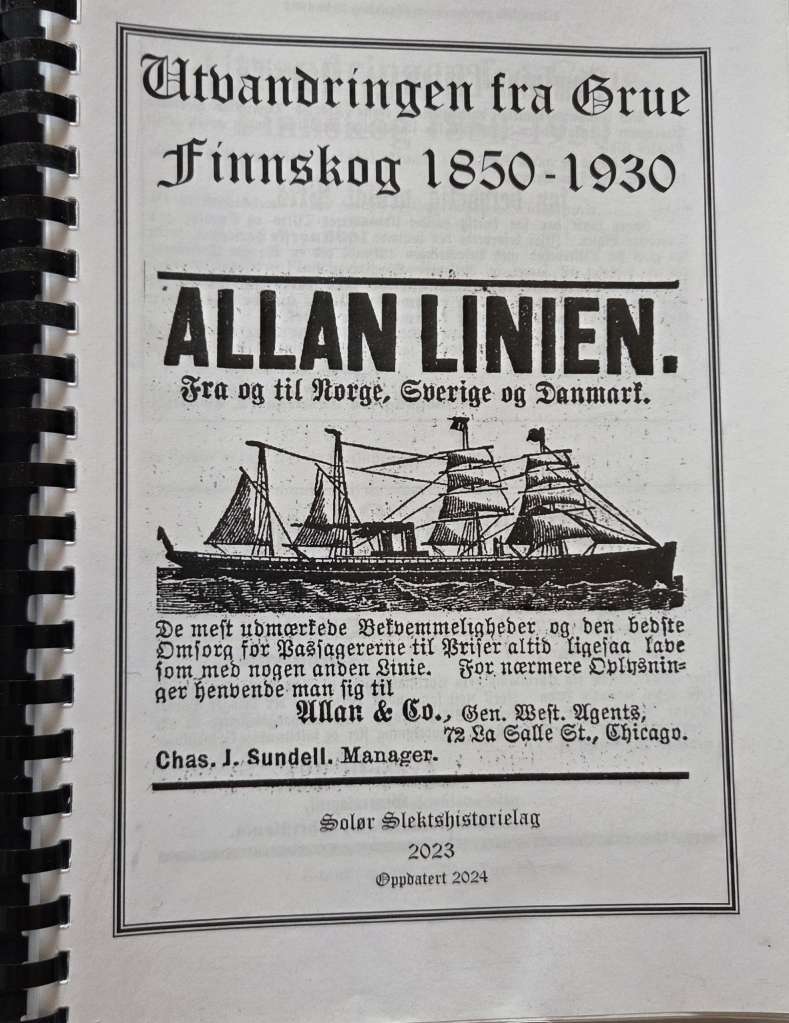 Utvandringen fra Grue
Finnskog 1850-1930
ALLAN LINIEN.
Fra og til Norge, Sverige og Danmark.
De mest udmærkede Bekvemmeligheder og den bedste
Omsorg for Passagererne til Priser altid ligesaa lave
som med nogen anden Linie. For nærmere Oplysnin=
ger henvende man sig til
Allan & Co., Gen. West. Agents,
72 La Salle St., Chicago.
Chas. J. Sundell. Manager.
Solør Slektshistorielag
2023
Oppdatert 2024